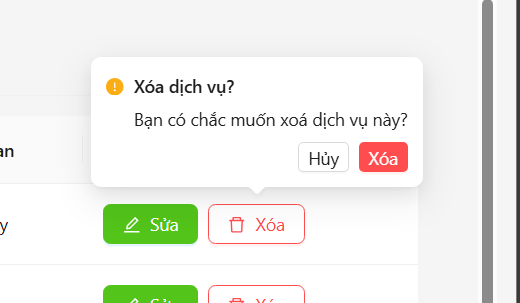 Xóa dịch vụ?
Bạn có chắc muốn xoá dịch vụ này?
Hủy Xóa
an
y Sửa Xóa